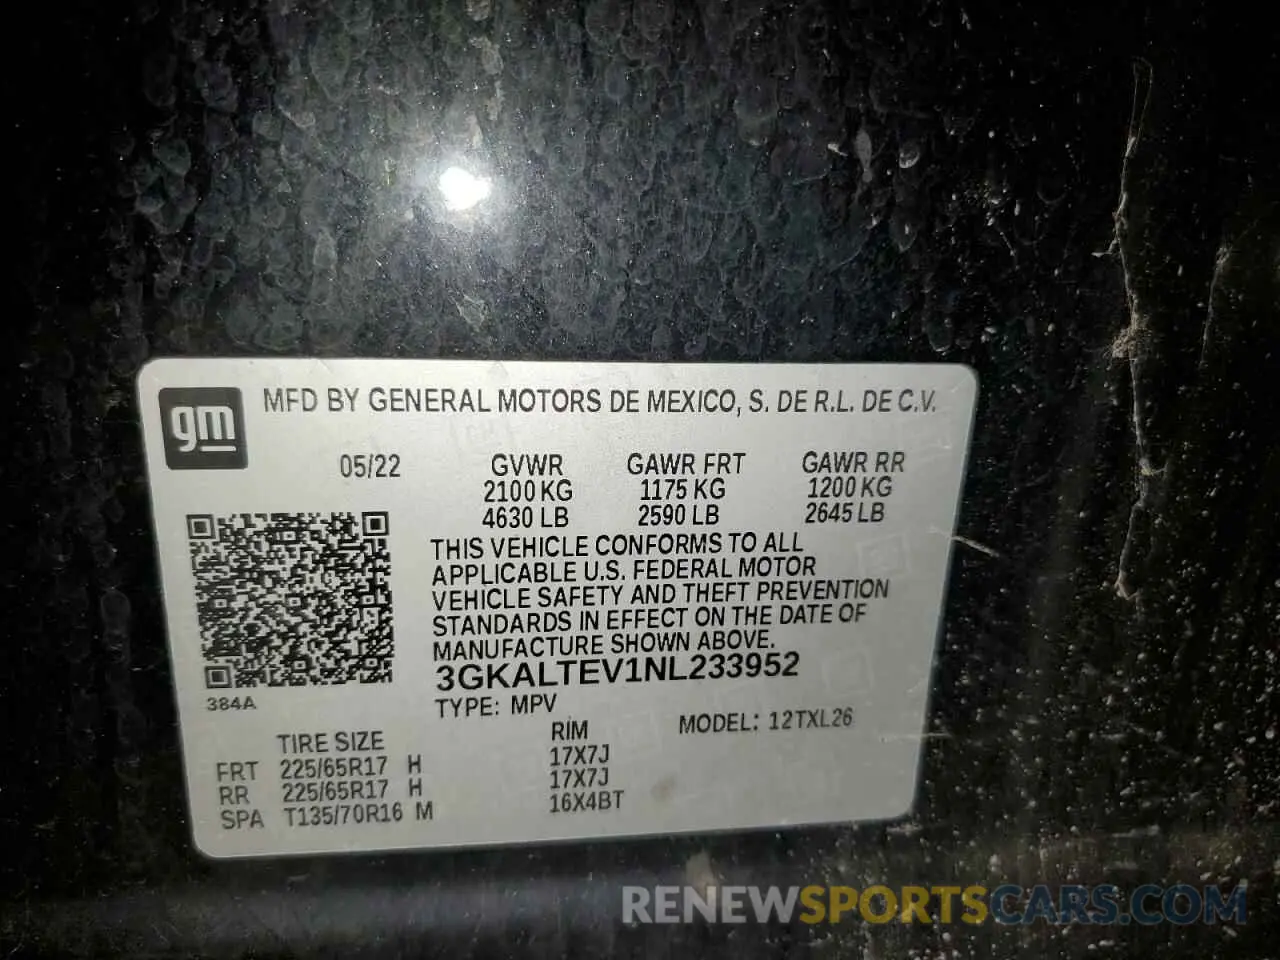 gm MFD BY GENERAL MOTORS DE MEXICO, S. DE R.L. DE C.V.
05/22 GVWR GAWR FRT GAWR RR
2100 KG 1175 KG 1200 KG
4630 LB 2590 LB 2645 LB
THIS VEHICLE CONFORMS TO ALL
APPLICABLE U.S. FEDERAL MOTOR
VEHICLE SAFETY AND THEFT PREVENTION
STANDARDS IN EFFECT ON THE DATE OF
MANUFACTURE SHOWN ABOVE.
3GKALTEV1NL233952
384A
TYPE: MPV MODEL: 12TXL26
TIRE SIZE RIM
FRT 225/65R17 H 17X7J
RR 225/65R17 H 17X7J
SPA T135/70R16 M 16X4BT
RENEWSPORTSCARS.COM